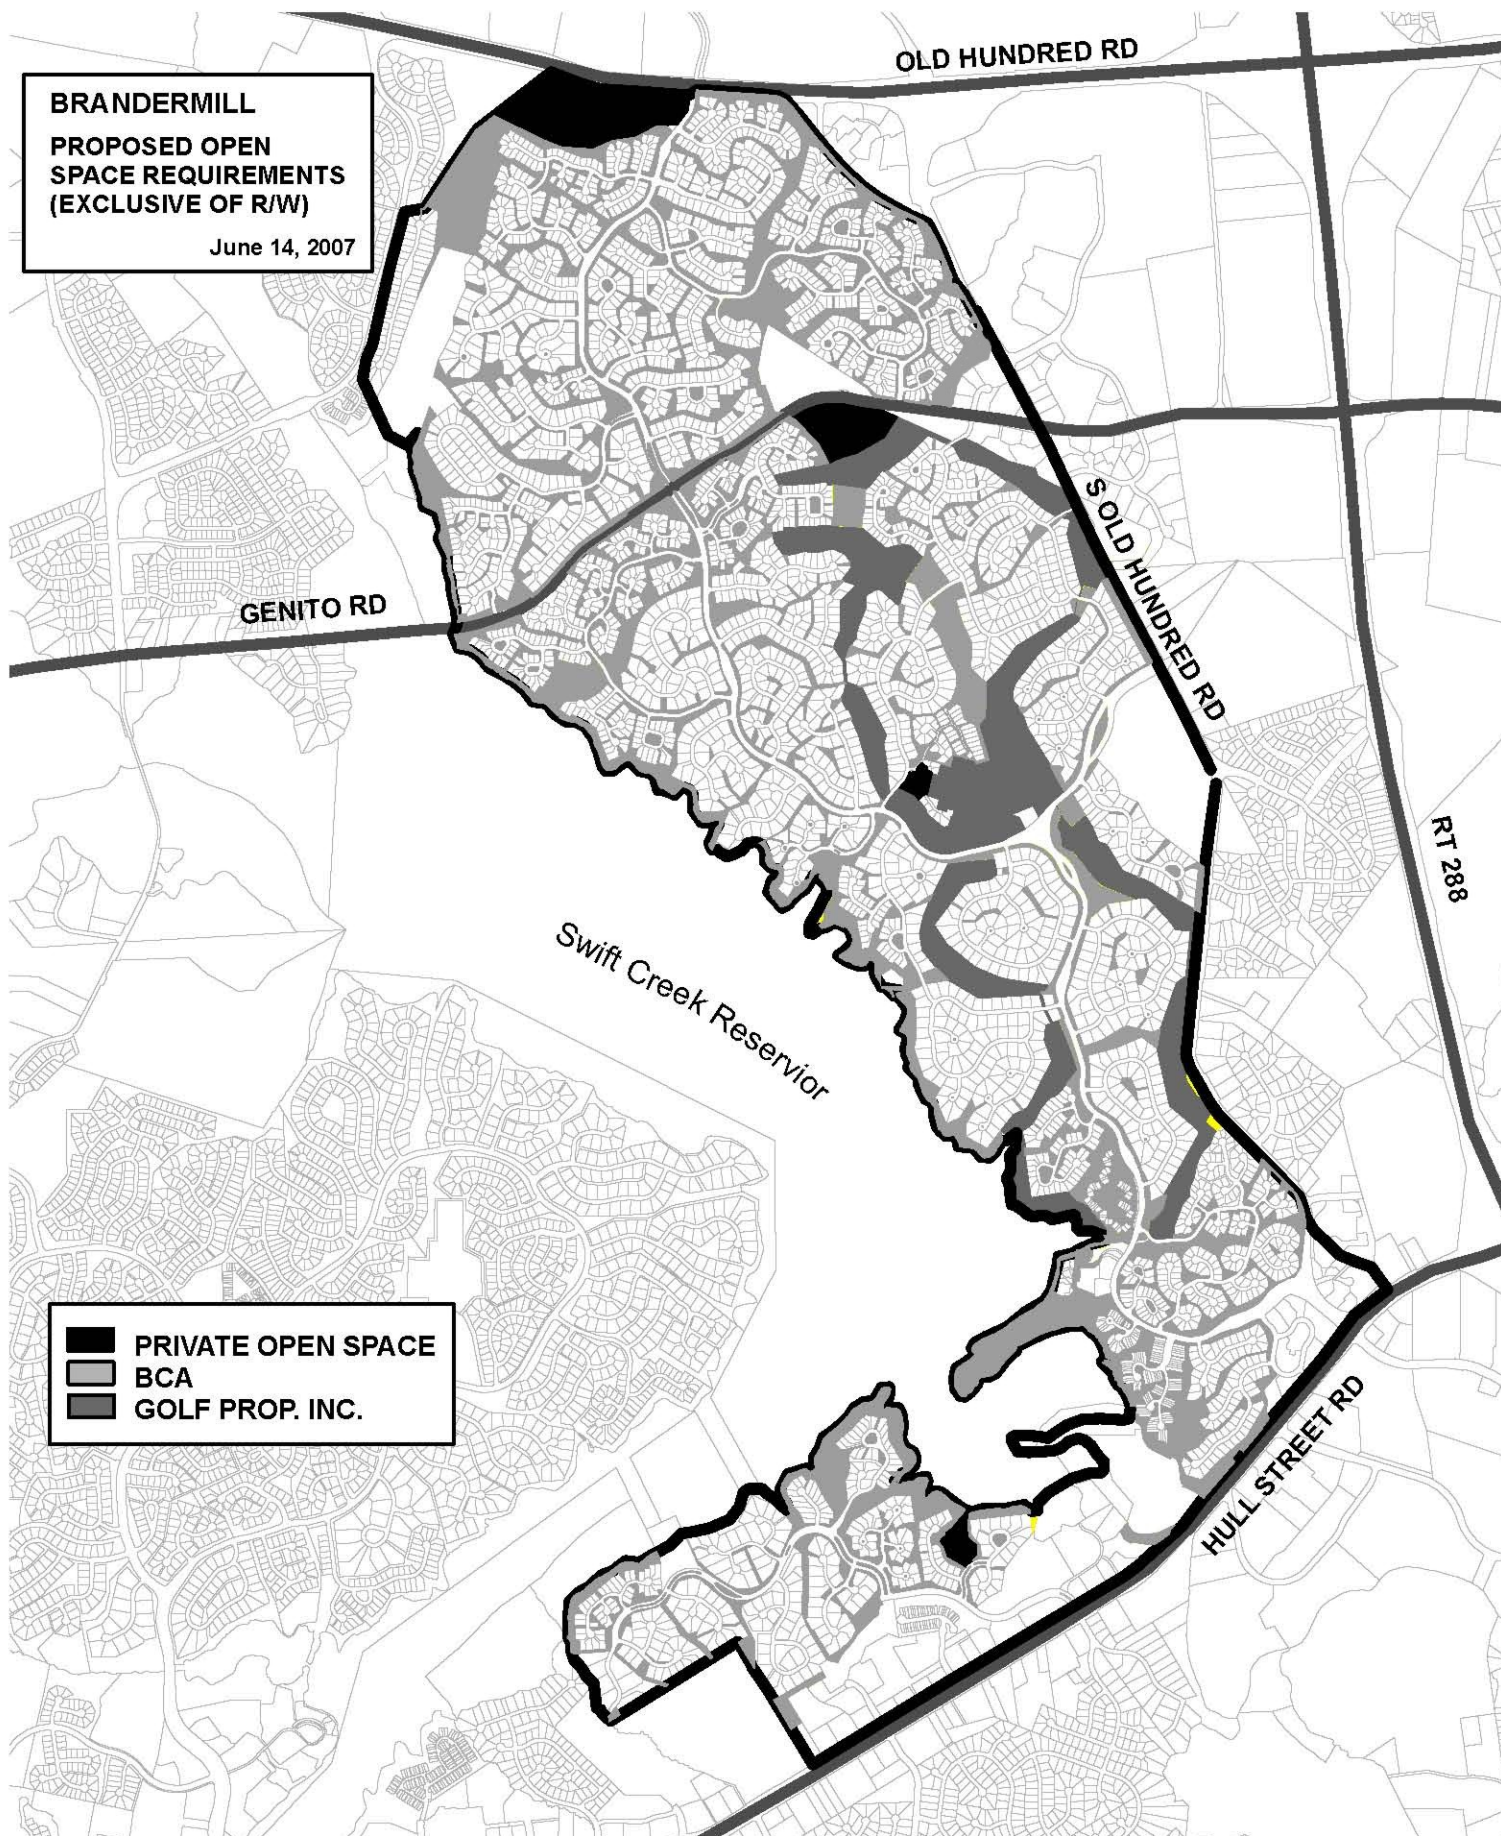 OLD HUNDRED RD
BRANDERMILL
PROPOSED OPEN
SPACE REQUIREMENTS
(EXCLUSIVE OF R/W)
June 14, 2007
S OLD HUNDRED RD
GENITO RD
RT 288
Swift Creek Reservior
PRIVATE OPEN SPACE
BCA
GOLF PROP. INC.
HULL STREET RD